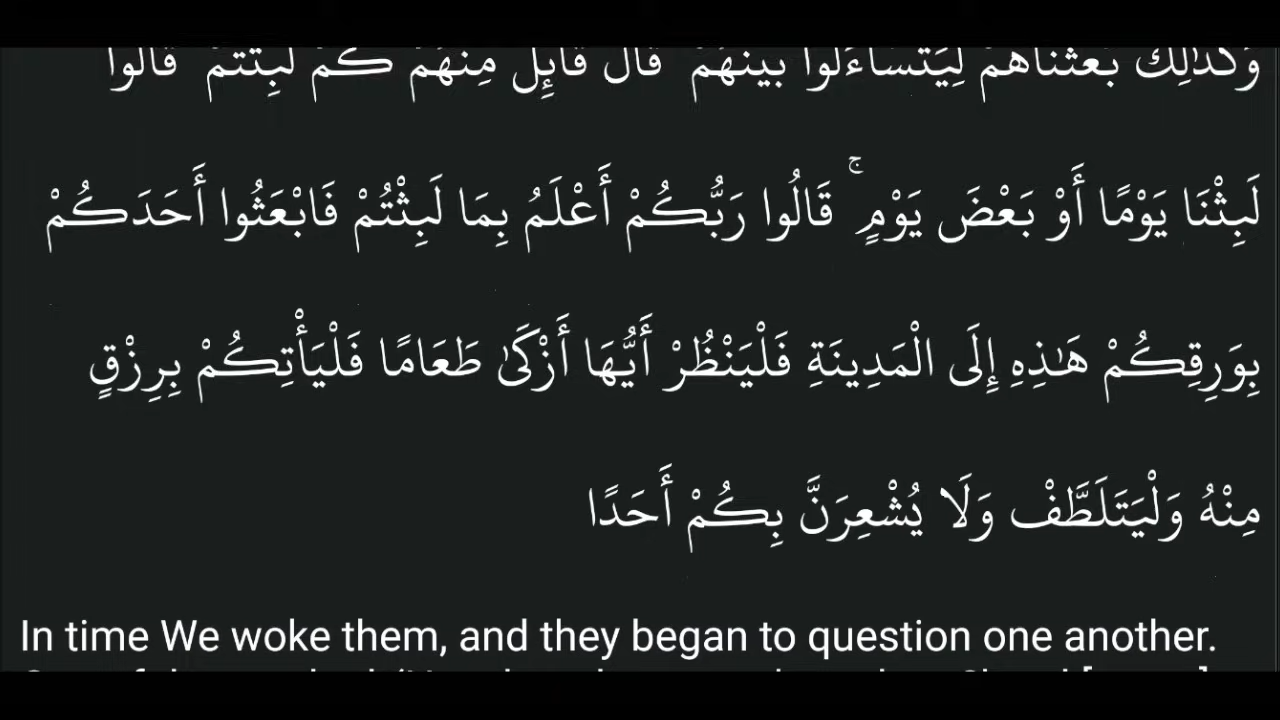 وَكَذَٰلِكَ بَعَثْنَاهُمْ لِيَتَسَاءَلُوا بَيْنَهُمْ ۚ قَالَ قَائِلٌ مِنْهُمْ كَمْ لَبِثْتُمْ ۖ قَالُوا
لَبِثْنَا يَوْمًا أَوْ بَعْضَ يَوْمٍ ۚ قَالُوا رَبُّكُمْ أَعْلَمُ بِمَا لَبِثْتُمْ فَابْعَثُوا أَحَدَكُمْ
بِوَرِقِكُمْ هَٰذِهِ إِلَى الْمَدِينَةِ فَلْيَنْظُرْ أَيُّهَا أَزْكَىٰ طَعَامًا فَلْيَأْتِكُمْ بِرِزْقٍ
مِنْهُ وَلْيَتَلَطَّفْ وَلَا يُشْعِرَنَّ بِكُمْ أَحَدًا
In time We woke them, and they began to question one another.